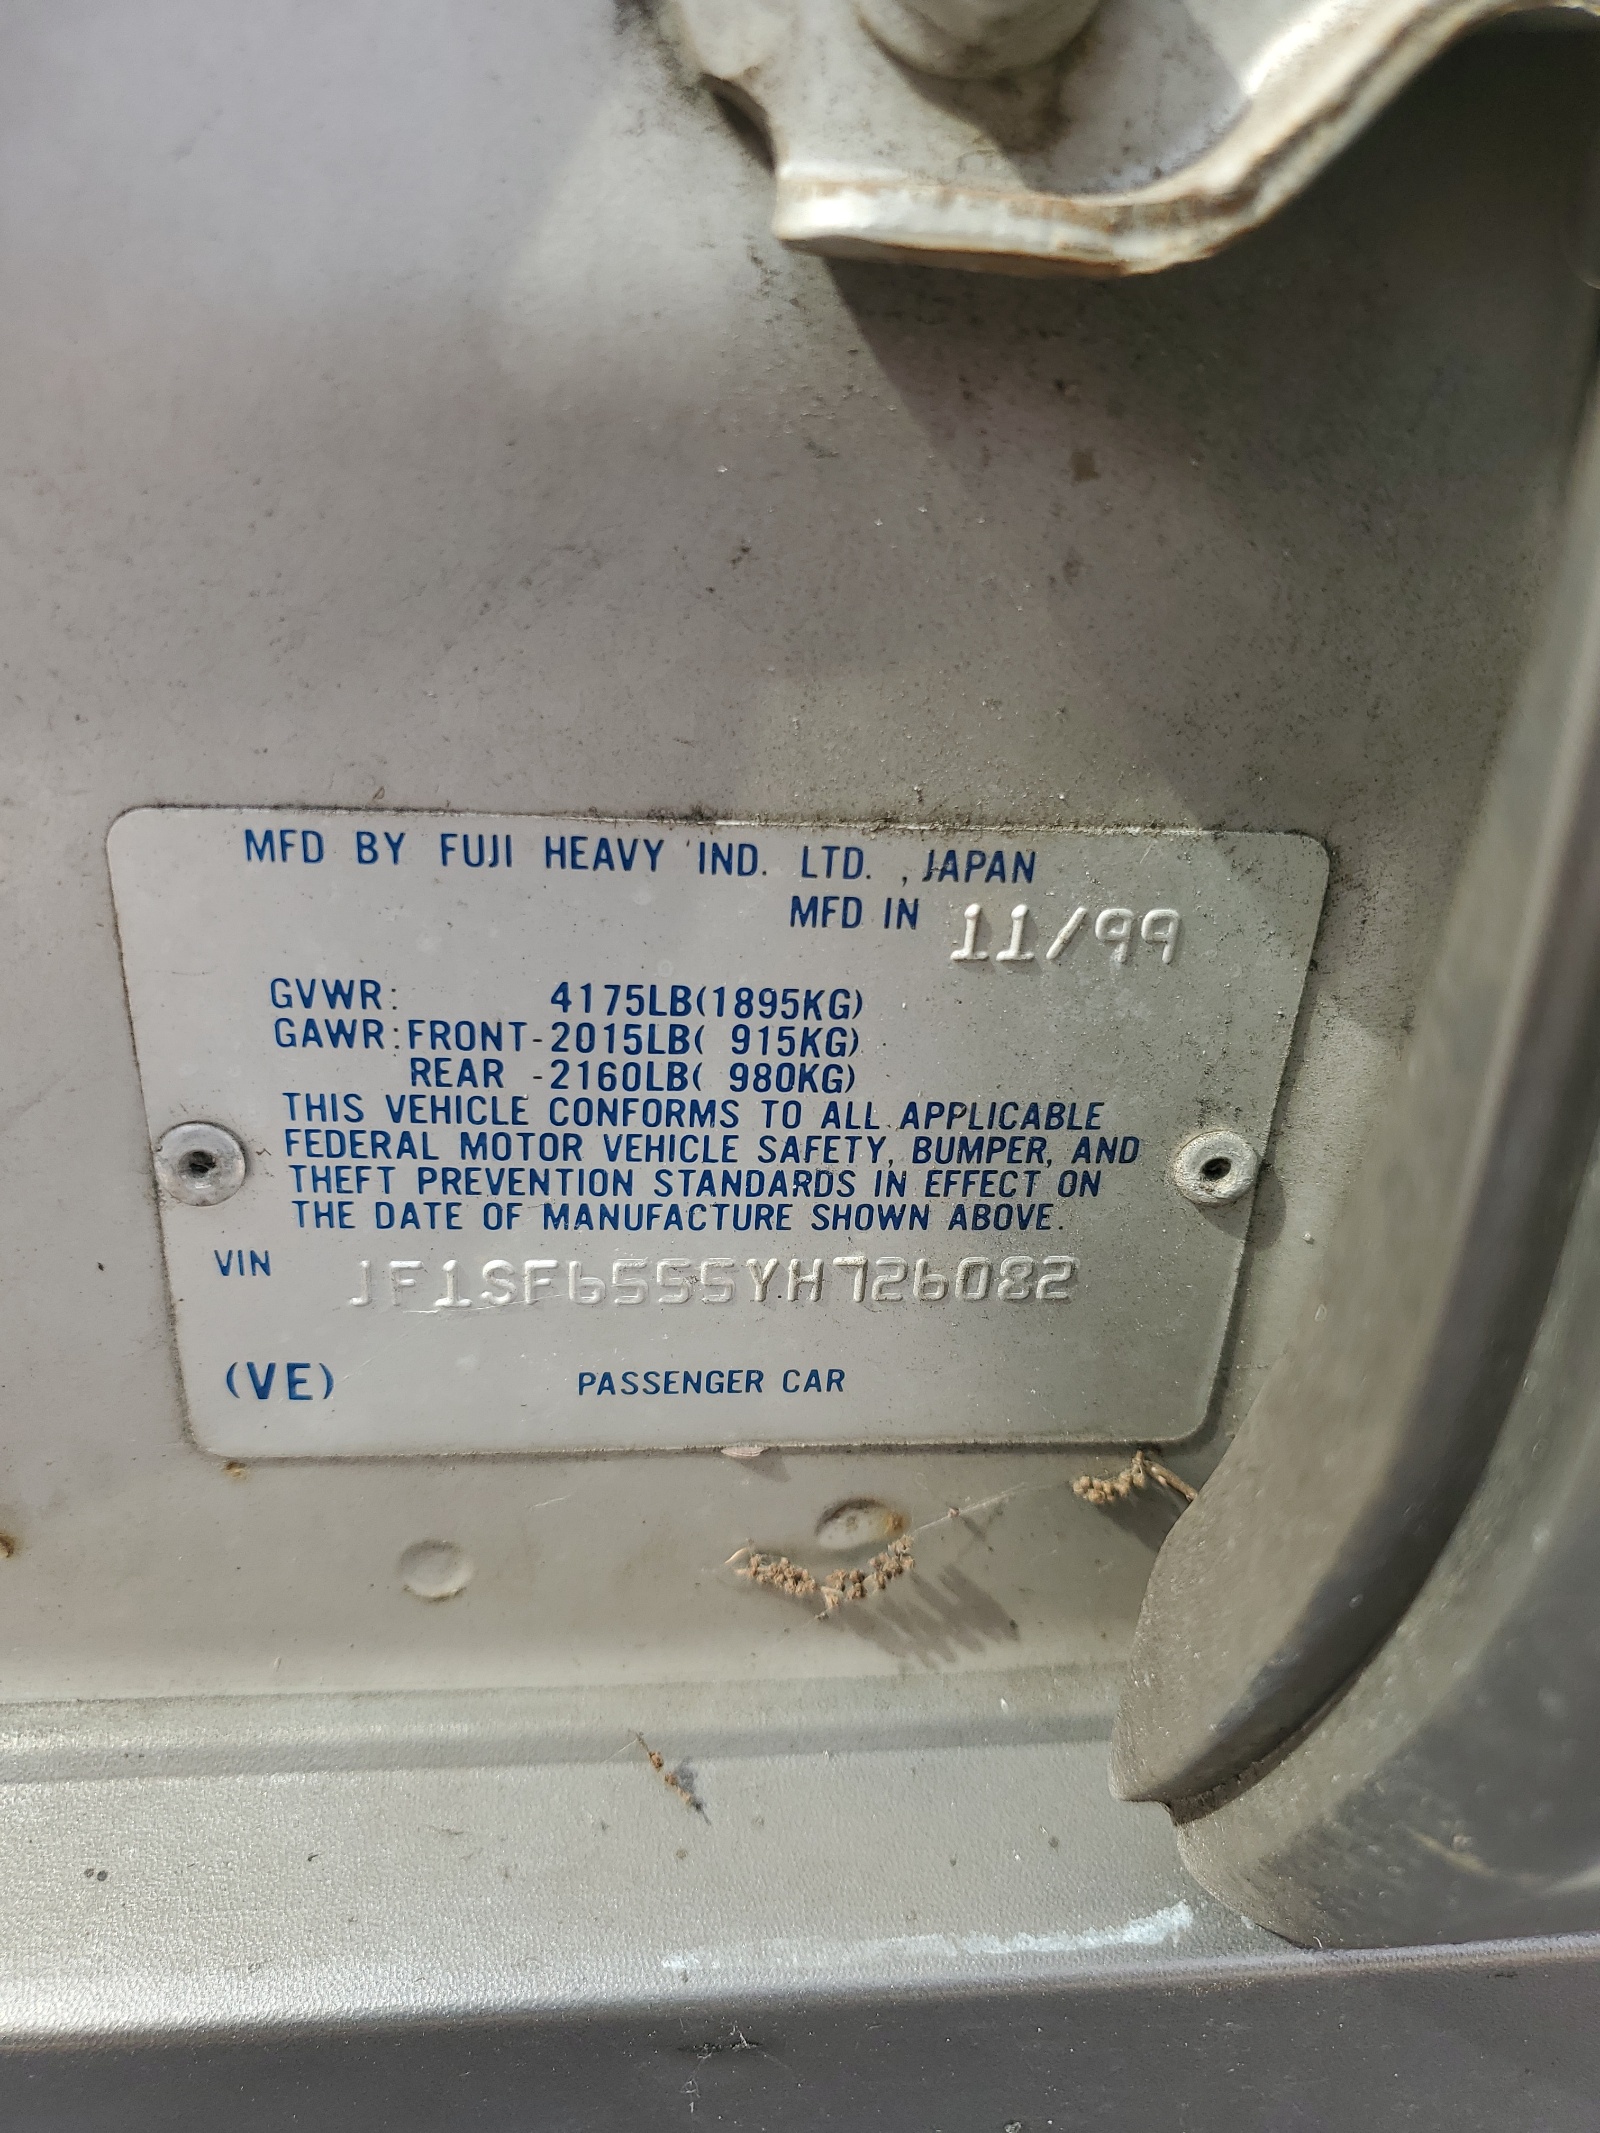 MFD BY FUJI HEAVY IND. LTD. , JAPAN
MFD IN 11/99
GVWR: 4175LB(1895KG)
GAWR:FRONT-2015LB( 915KG)
REAR -2160LB( 980KG)
THIS VEHICLE CONFORMS TO ALL APPLICABLE
FEDERAL MOTOR VEHICLE SAFETY, BUMPER, AND
THEFT PREVENTION STANDARDS IN EFFECT ON
THE DATE OF MANUFACTURE SHOWN ABOVE.
VIN JF1SF6555YH726082
(VE) PASSENGER CAR